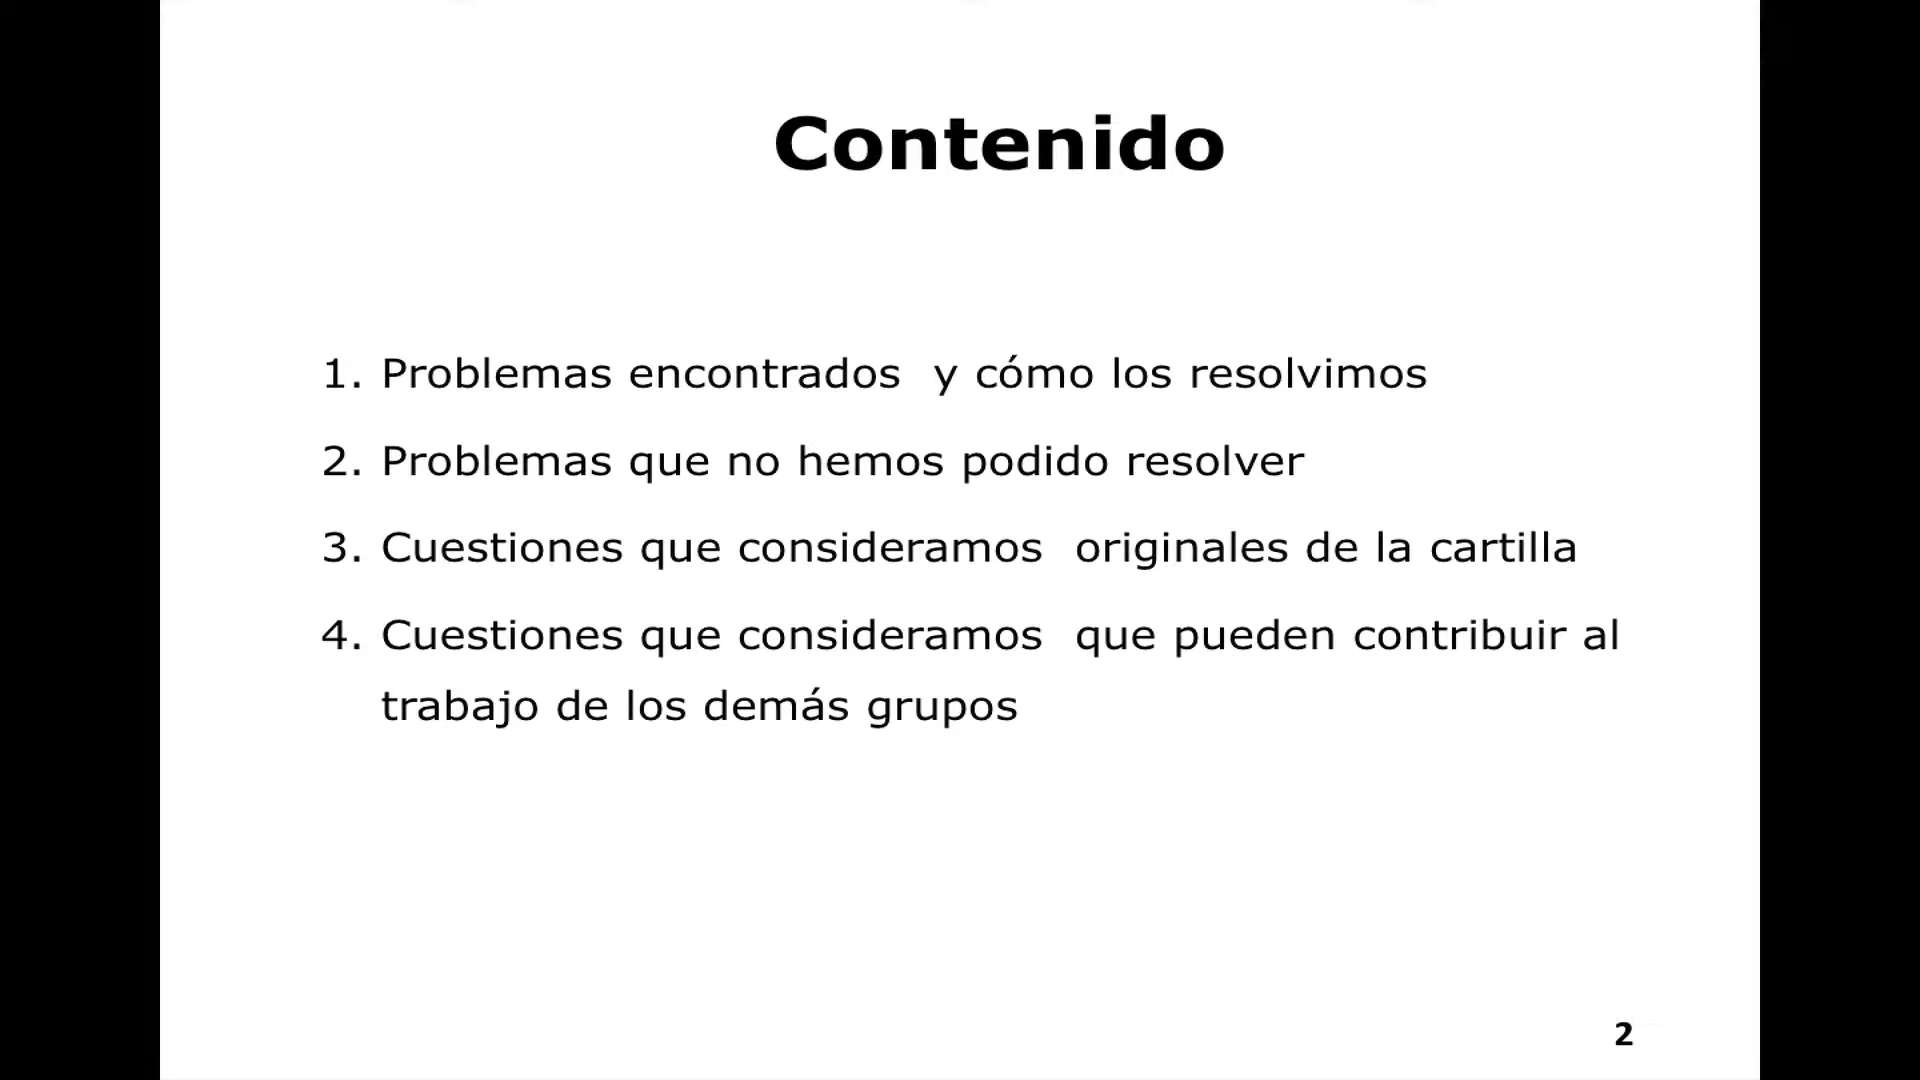 Contenido
1. Problemas encontrados  y cómo los resolvimos
2. Problemas que no hemos podido resolver
3. Cuestiones que consideramos  originales de la cartilla
4. Cuestiones que consideramos  que pueden contribuir al
trabajo de los demás grupos
2